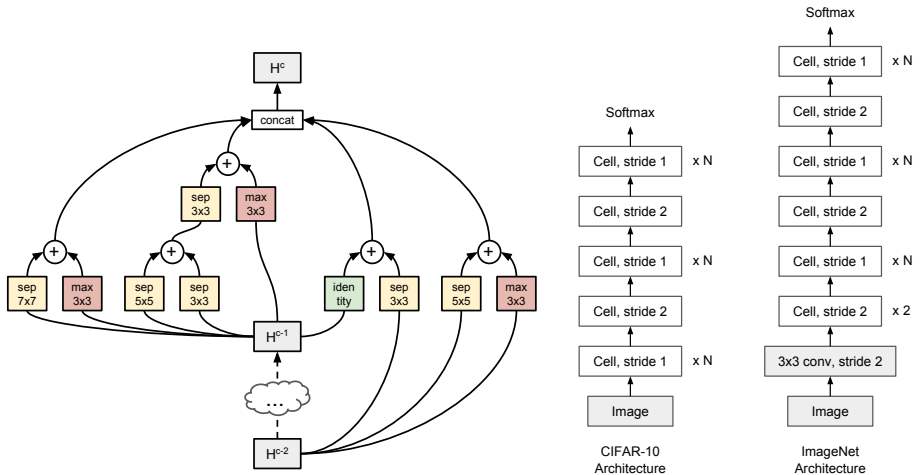 H^c
concat
+
sep
3x3
max
3x3
+
+
+
+
sep
7x7
max
3x3
sep
5x5
sep
3x3
iden
tity
sep
3x3
sep
5x5
max
3x3
H^c-1
...
H^c-2
Softmax
Cell, stride 1 x N
Cell, stride 2
Cell, stride 1 x N
Cell, stride 2
Cell, stride 1 x N
Image
CIFAR-10
Architecture
Softmax
Cell, stride 1 x N
Cell, stride 2
Cell, stride 1 x N
Cell, stride 2
Cell, stride 1 x N
Cell, stride 2 x 2
3x3 conv, stride 2
Image
ImageNet
Architecture